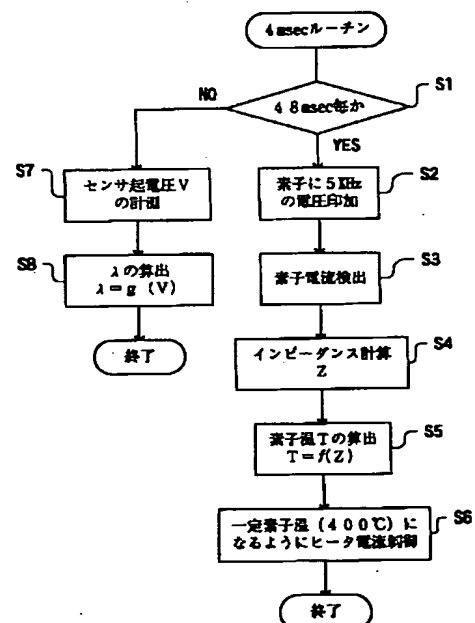 4msecルーチン
48msec毎か
S1
NO
YES
S7
センサ起電圧V
の計測
素子に5KHz
の電圧印加
S2
S8
λの算出
λ=g(V)
素子電流検出
S3
終了
インピーダンス計算
Z
S4
素子温Tの算出
T=f(Z)
S5
一定素子温(400℃)に
なるようにヒータ電流制御
S6
終了